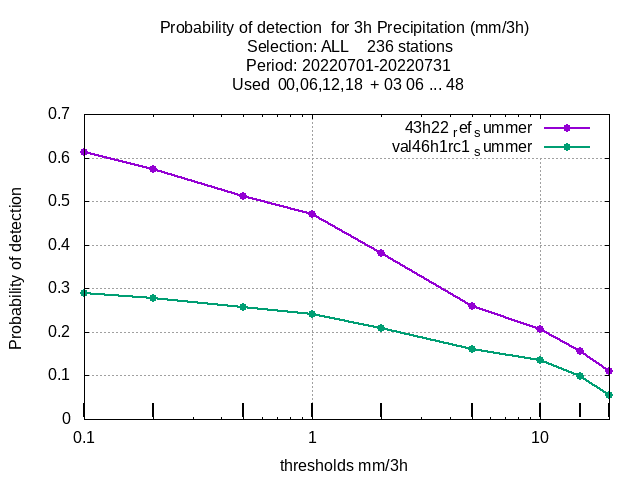 Probability of detection  for 3h Precipitation (mm/3h)
Selection: ALL    236 stations
Period: 20220701-20220731
Used  00,06,12,18  + 03 06 ... 48
43h22 refsummer
val46h1rc1 summer
0.7
0.6
0.5
0.4
0.3
0.2
0.1
0
Probability of detection
0.1 1 10
thresholds mm/3h